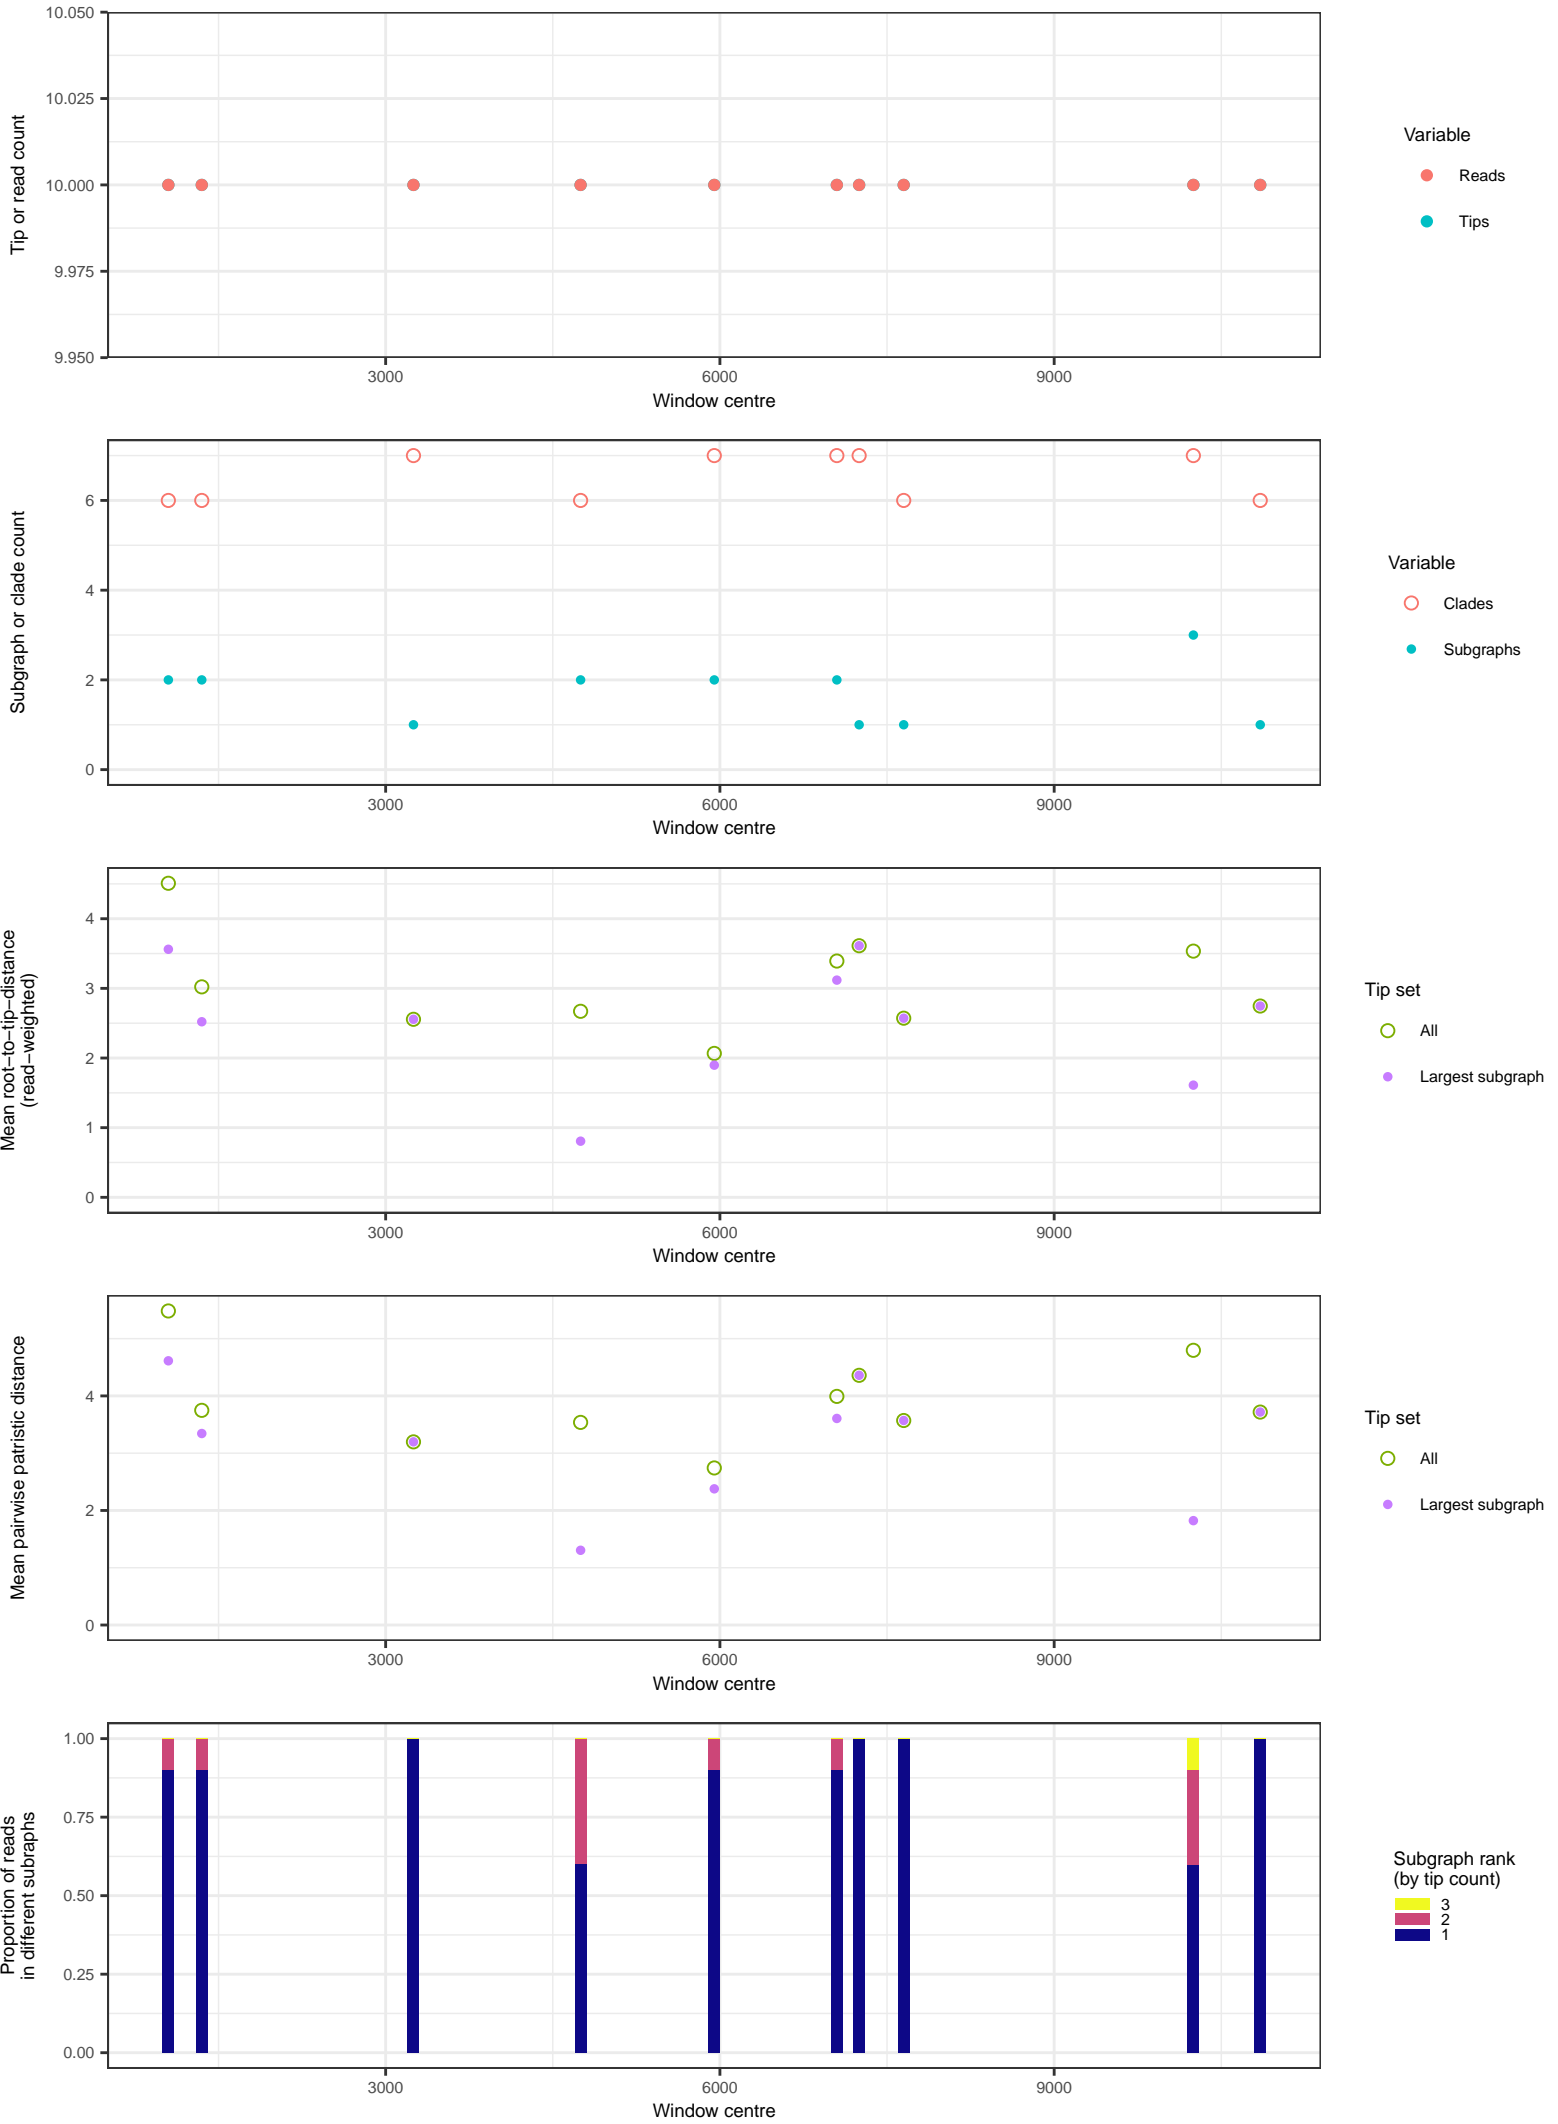 10.050
10.025
10.000
9.975
9.950
Tip or read count
3000
6000
9000
Window centre
Variable
Reads
Tips
6
4
2
0
Subgraph or clade count
3000
6000
9000
Window centre
Variable
Clades
Subgraphs
4
3
2
1
0
Mean root−to−tip−distance
(read−weighted)
3000
6000
9000
Window centre
Tip set
All
Largest subgraph
4
2
0
Mean pairwise patristic distance
3000
6000
9000
Window centre
Tip set
All
Largest subgraph
1.00
0.75
0.50
0.25
0.00
Proportion of reads
in different subraphs
3000
6000
9000
Window centre
Subgraph rank
(by tip count)
3
2
1